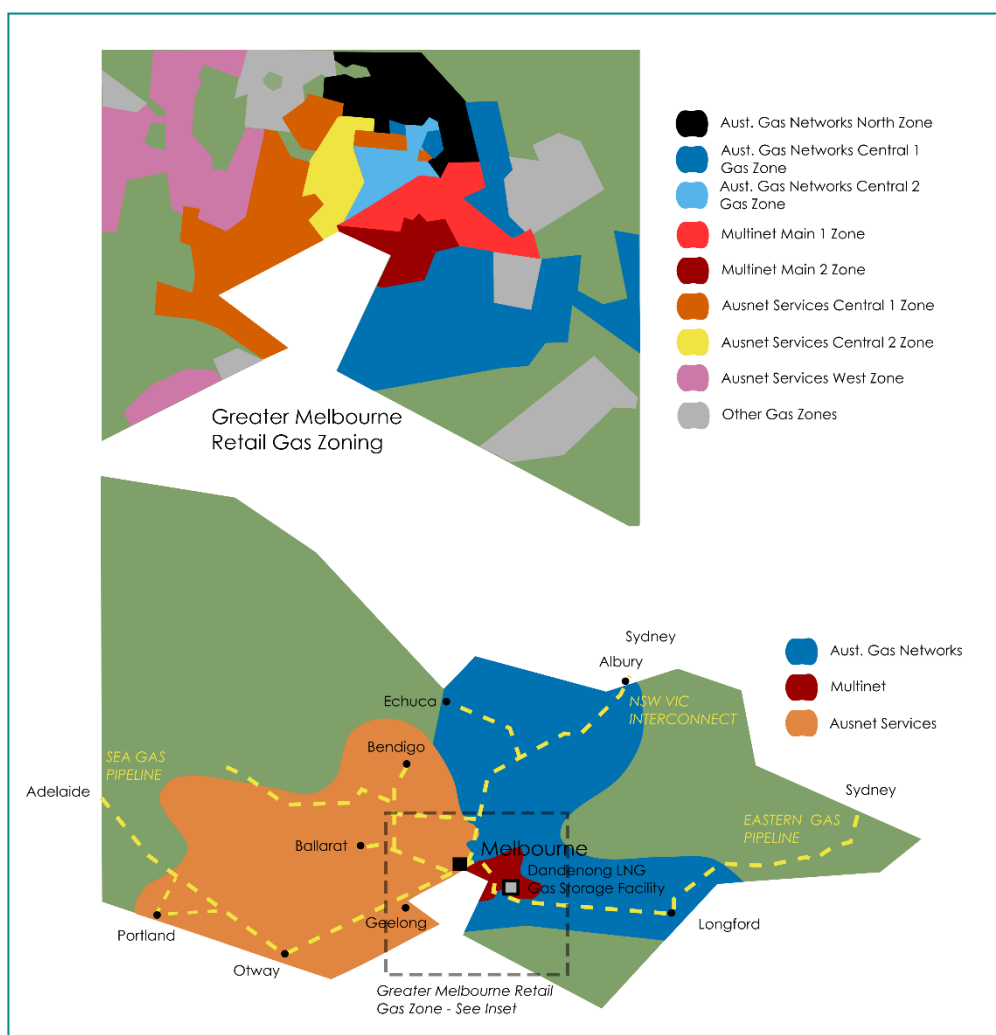 Aust. Gas Networks North Zone
Aust. Gas Networks Central 1
Gas Zone
Aust. Gas Networks Central 2
Gas Zone
Multinet Main 1 Zone
Multinet Main 2 Zone
Ausnet Services Central 1 Zone
Ausnet Services Central 2 Zone
Ausnet Services West Zone
Other Gas Zones
Greater Melbourne
Retail Gas Zoning
Sydney
Albury
Aust. Gas Networks
Multinet
Ausnet Services
Echuca
NSW VIC
INTERCONNECT
Bendigo
SEA GAS
PIPELINE
Adelaide
Sydney
EASTERN GAS
PIPELINE
Ballarat
Melbourne
Dandenong LNG
Gas Storage Facility
Geelong
Longford
Portland
Otway
Greater Melbourne Retail
Gas Zone - See Inset